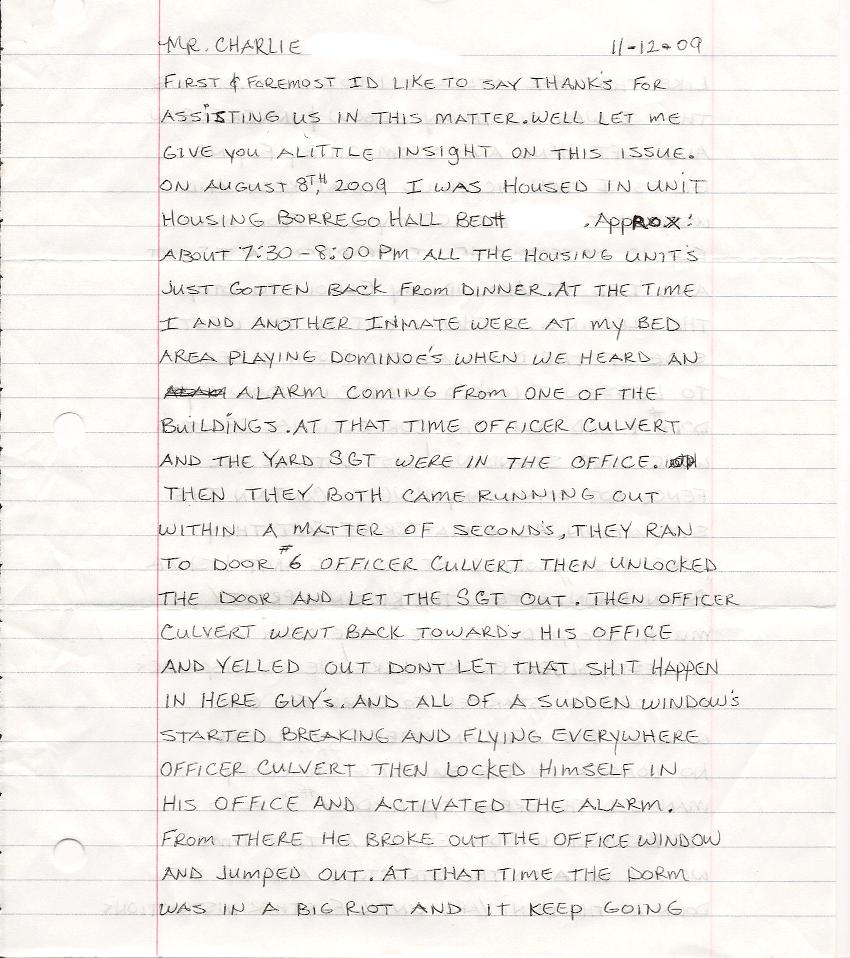 MR. CHARLIE 11-12-09
FIRST & FOREMOST ID LIKE TO SAY THANK'S FOR
ASSISTING US IN THIS MATTER. WELL LET ME
GIVE YOU ALITTLE INSIGHT ON THIS ISSUE.
ON AUGUST 8TH, 2009 I WAS HOUSED IN UNIT
HOUSING BORREGO HALL BED# . APPROX:
ABOUT 7:30-8:00 PM ALL THE HOUSING UNIT'S
JUST GOTTEN BACK FROM DINNER. AT THE TIME
I AND ANOTHER INMATE WERE AT MY BED
AREA PLAYING DOMINOE'S WHEN WE HEARD AN
ALARM COMING FROM ONE OF THE
BUILDINGS. AT THAT TIME OFFICER CULVERT
AND THE YARD SGT WERE IN THE OFFICE.
THEN THEY BOTH CAME RUNNING OUT
WITHIN A MATTER OF SECOND'S, THEY RAN
TO DOOR #6 OFFICER CULVERT THEN UNLOCKED
THE DOOR AND LET THE SGT OUT. THEN OFFICER
CULVERT WENT BACK TOWARD'S HIS OFFICE
AND YELLED OUT DONT LET THAT SHIT HAPPEN
IN HERE GUY'S. AND ALL OF A SUDDEN WINDOW'S
STARTED BREAKING AND FLYING EVERYWHERE
OFFICER CULVERT THEN LOCKED HIMSELF IN
HIS OFFICE AND ACTIVATED THE ALARM.
FROM THERE HE BROKE OUT THE OFFICE WINDOW
AND JUMPED OUT. AT THAT TIME THE DORM
WAS IN A BIG RIOT AND IT KEEP GOING